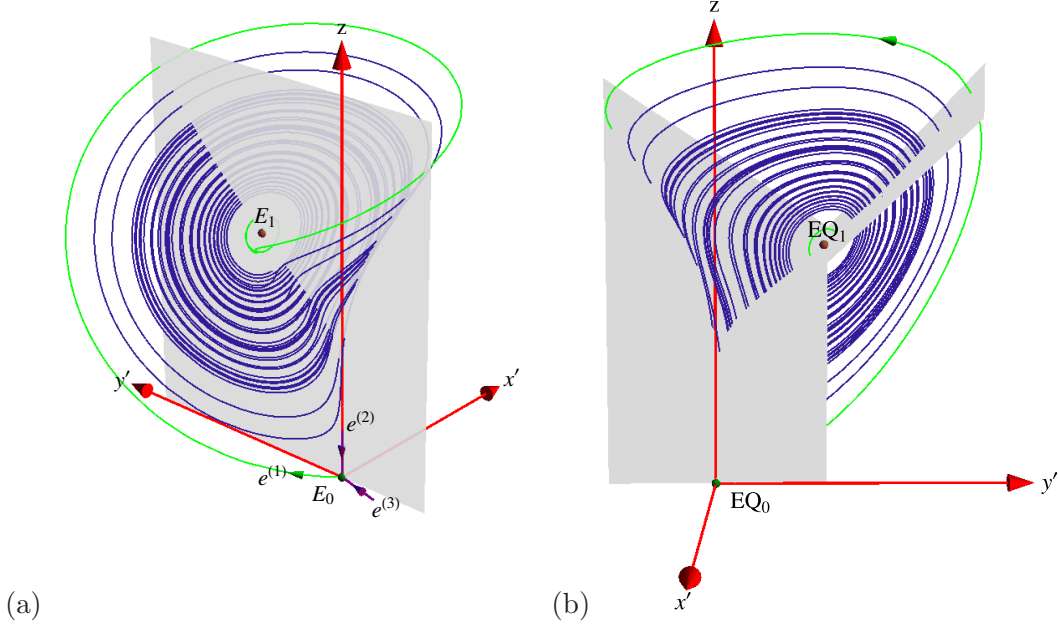 z
E₁
y′
x′
e⁽²⁾
e⁽¹⁾
E₀
e⁽³⁾
(a)
z
EQ₁
y′
EQ₀
x′
(b)